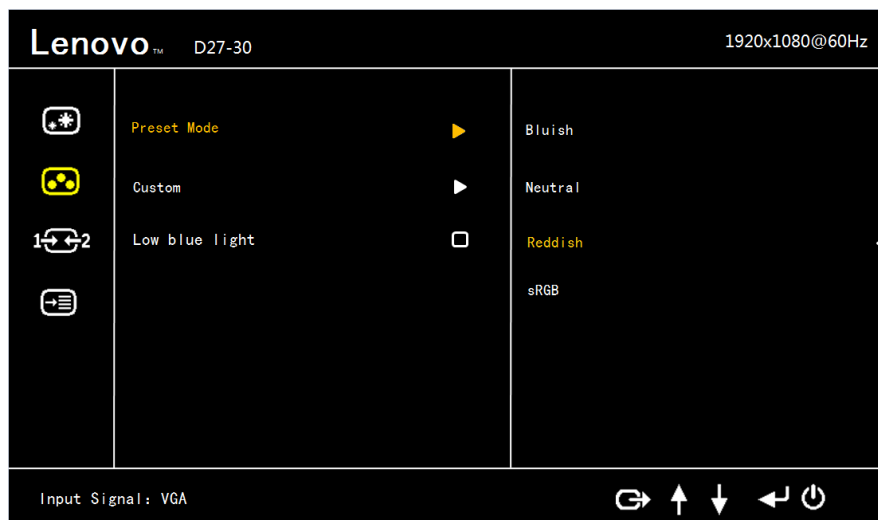 Lenovo™ D27-30 1920x1080@60Hz
Preset Mode
Custom
Low blue light
Bluish
Neutral
Reddish
sRGB
1 2
Input Signal: VGA